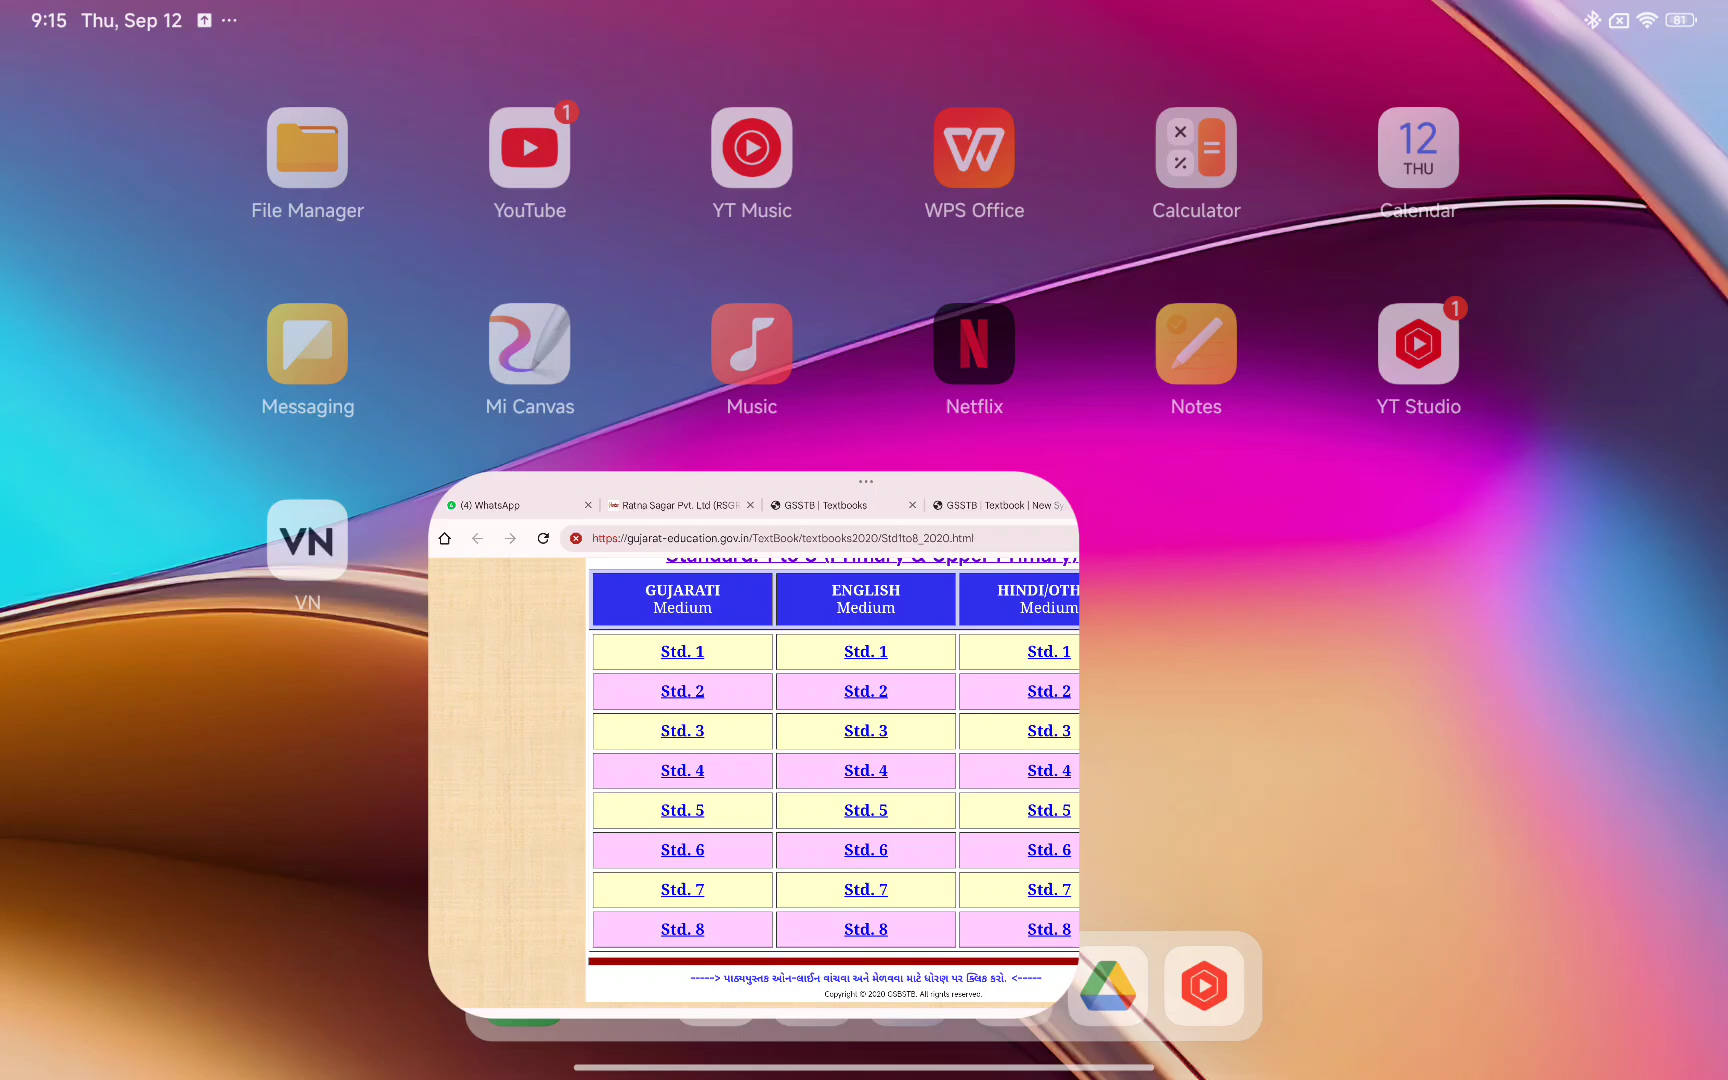 9:15 Thu, Sep 12 ...
81
1
12
THU
File Manager
YouTube
YT Music
WPS Office
Calculator
Calendar
1
Messaging
Mi Canvas
Music
Netflix
Notes
YT Studio
VN
VN
(4) WhatsApp
Ratna Sagar Pvt. Ltd (RSGR
GSSTB | Textbooks
GSSTB | Textbook | New Sy
https://gujarat-education.gov.in/TextBook/textbooks2020/Std1to8_2020.html
GUJARATI Medium
ENGLISH Medium
HINDI/OTH Medium
Std. 1 Std. 1 Std. 1
Std. 2 Std. 2 Std. 2
Std. 3 Std. 3 Std. 3
Std. 4 Std. 4 Std. 4
Std. 5 Std. 5 Std. 5
Std. 6 Std. 6 Std. 6
Std. 7 Std. 7 Std. 7
Std. 8 Std. 8 Std. 8
-----> પાઠ્યપુસ્તક ઓન-લાઈન વાંચવા અને મેળવવા માટે ધોરણ પર ક્લિક કરો. <-----
Copyright © 2020 GSBSTB. All rights reserved.